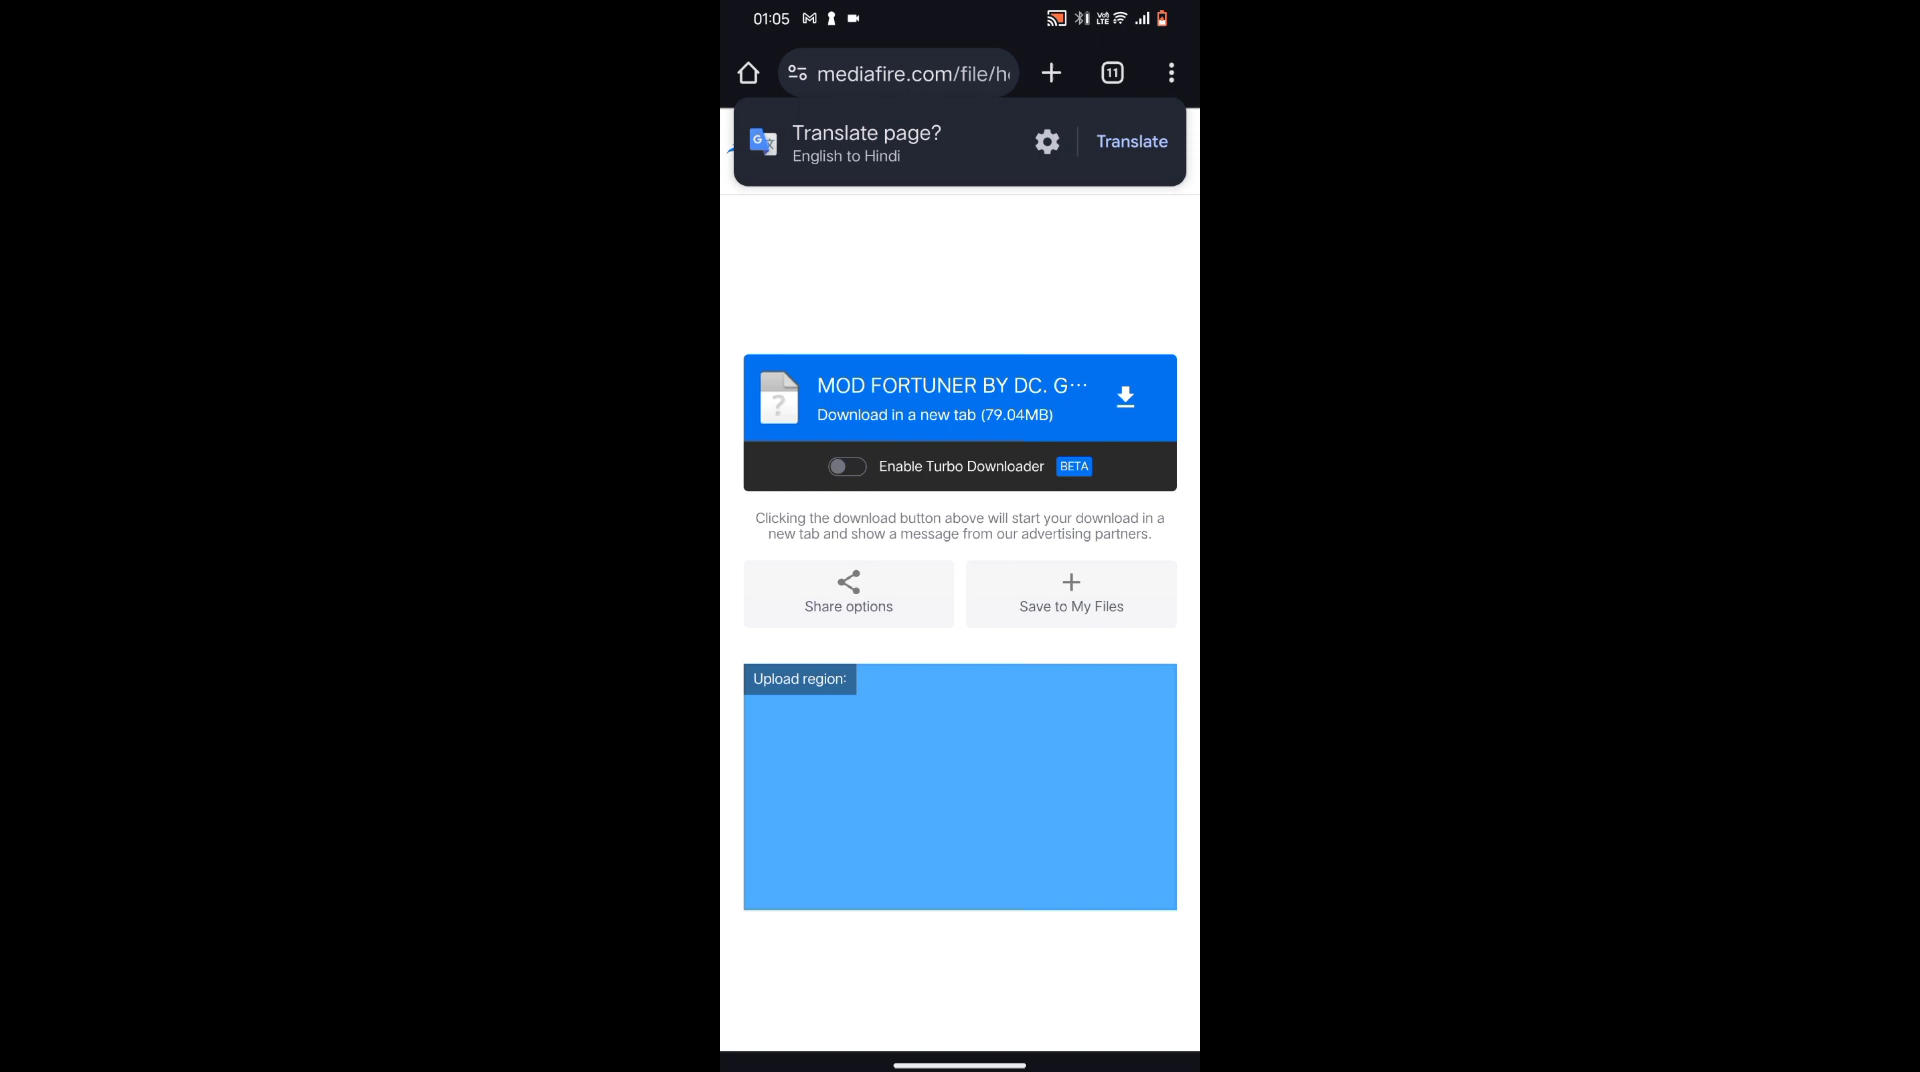 01:05
mediafire.com/file/h
11
Translate page?
English to Hindi
Translate
MOD FORTUNER BY DC. G···
Download in a new tab (79.04MB)
Enable Turbo Downloader BETA
Clicking the download button above will start your download in a
new tab and show a message from our advertising partners.
Share options
Save to My Files
Upload region: